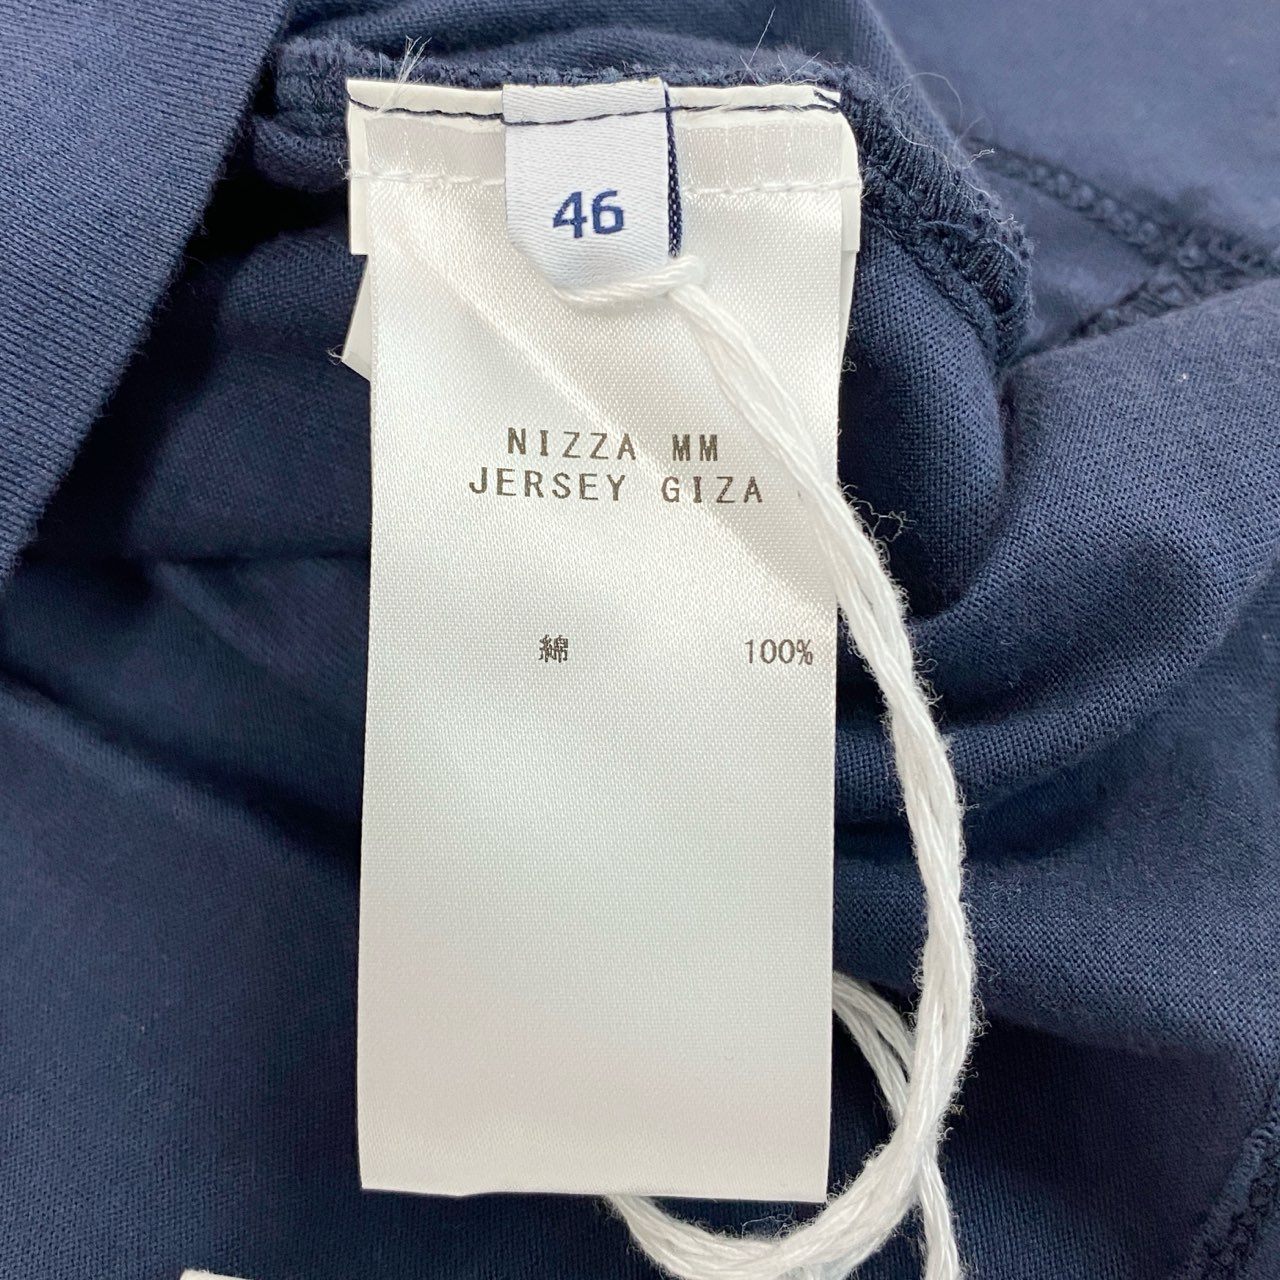 46
NIZZA MM
JERSEY GIZA
綿 100%